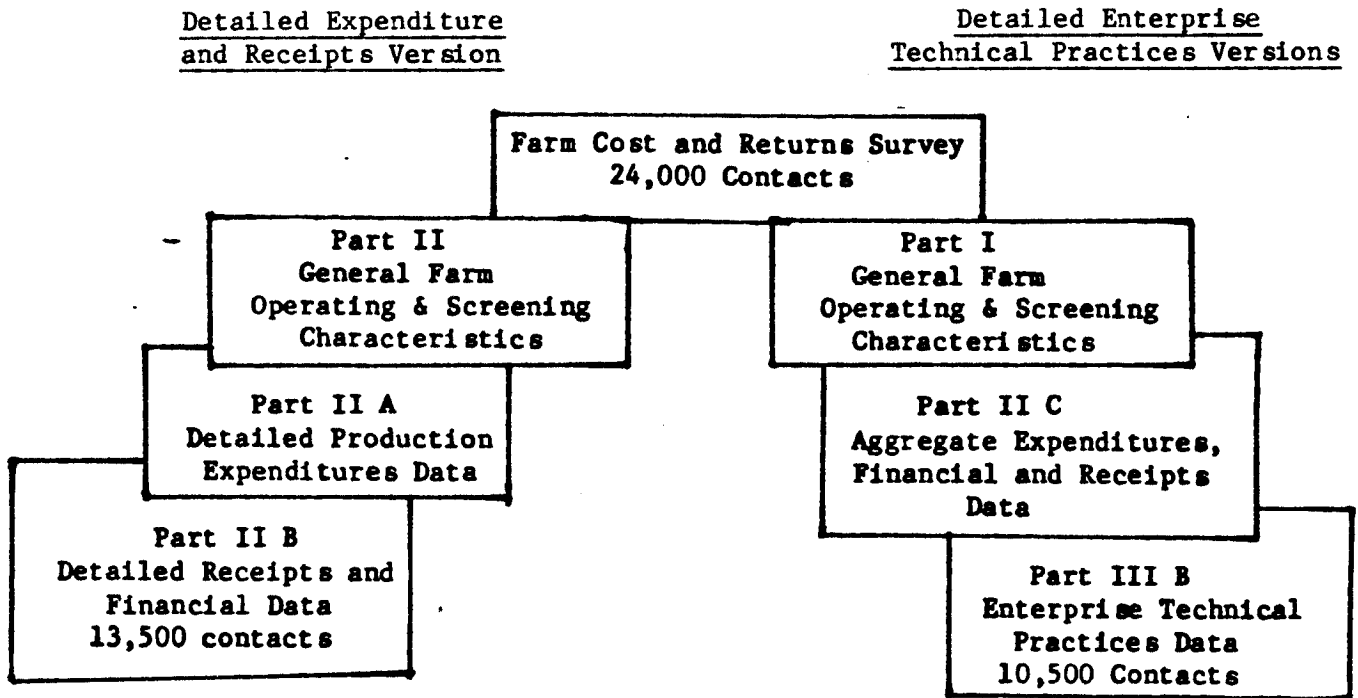 Detailed Expenditure
and Receipts Version
Detailed Enterprise
Technical Practices Versions
Farm Cost and Returns Survey
24,000 Contacts
Part II
General Farm
Operating & Screening
Characteristics
Part I
General Farm
Operating & Screening
Characteristics
Part II A
Detailed Production
Expenditures Data
Part II C
Aggregate Expenditures,
Financial and Receipts
Data
Part II B
Detailed Receipts and
Financial Data
13,500 contacts
Part III B
Enterprise Technical
Practices Data
10,500 Contacts